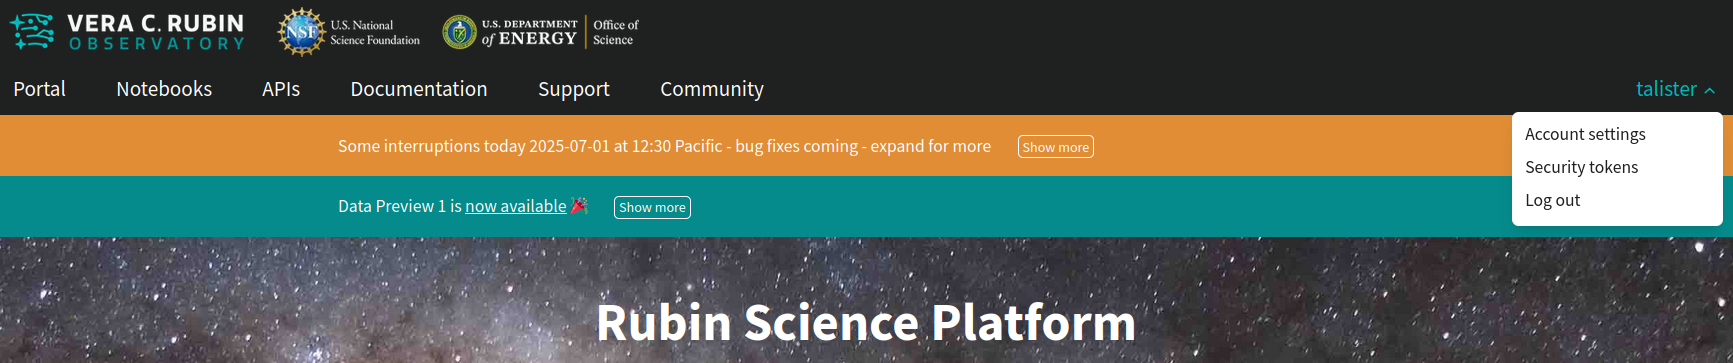 VERA C. RUBIN
OBSERVATORY
NSF
U.S. National
Science Foundation
U.S. DEPARTMENT
of ENERGY
Office of
Science
Portal
Notebooks
APIs
Documentation
Support
Community
talister
Account settings
Security tokens
Log out
Some interruptions today 2025-07-01 at 12:30 Pacific - bug fixes coming - expand for more
Show more
Data Preview 1 is now available 🎉
Show more
Rubin Science Platform